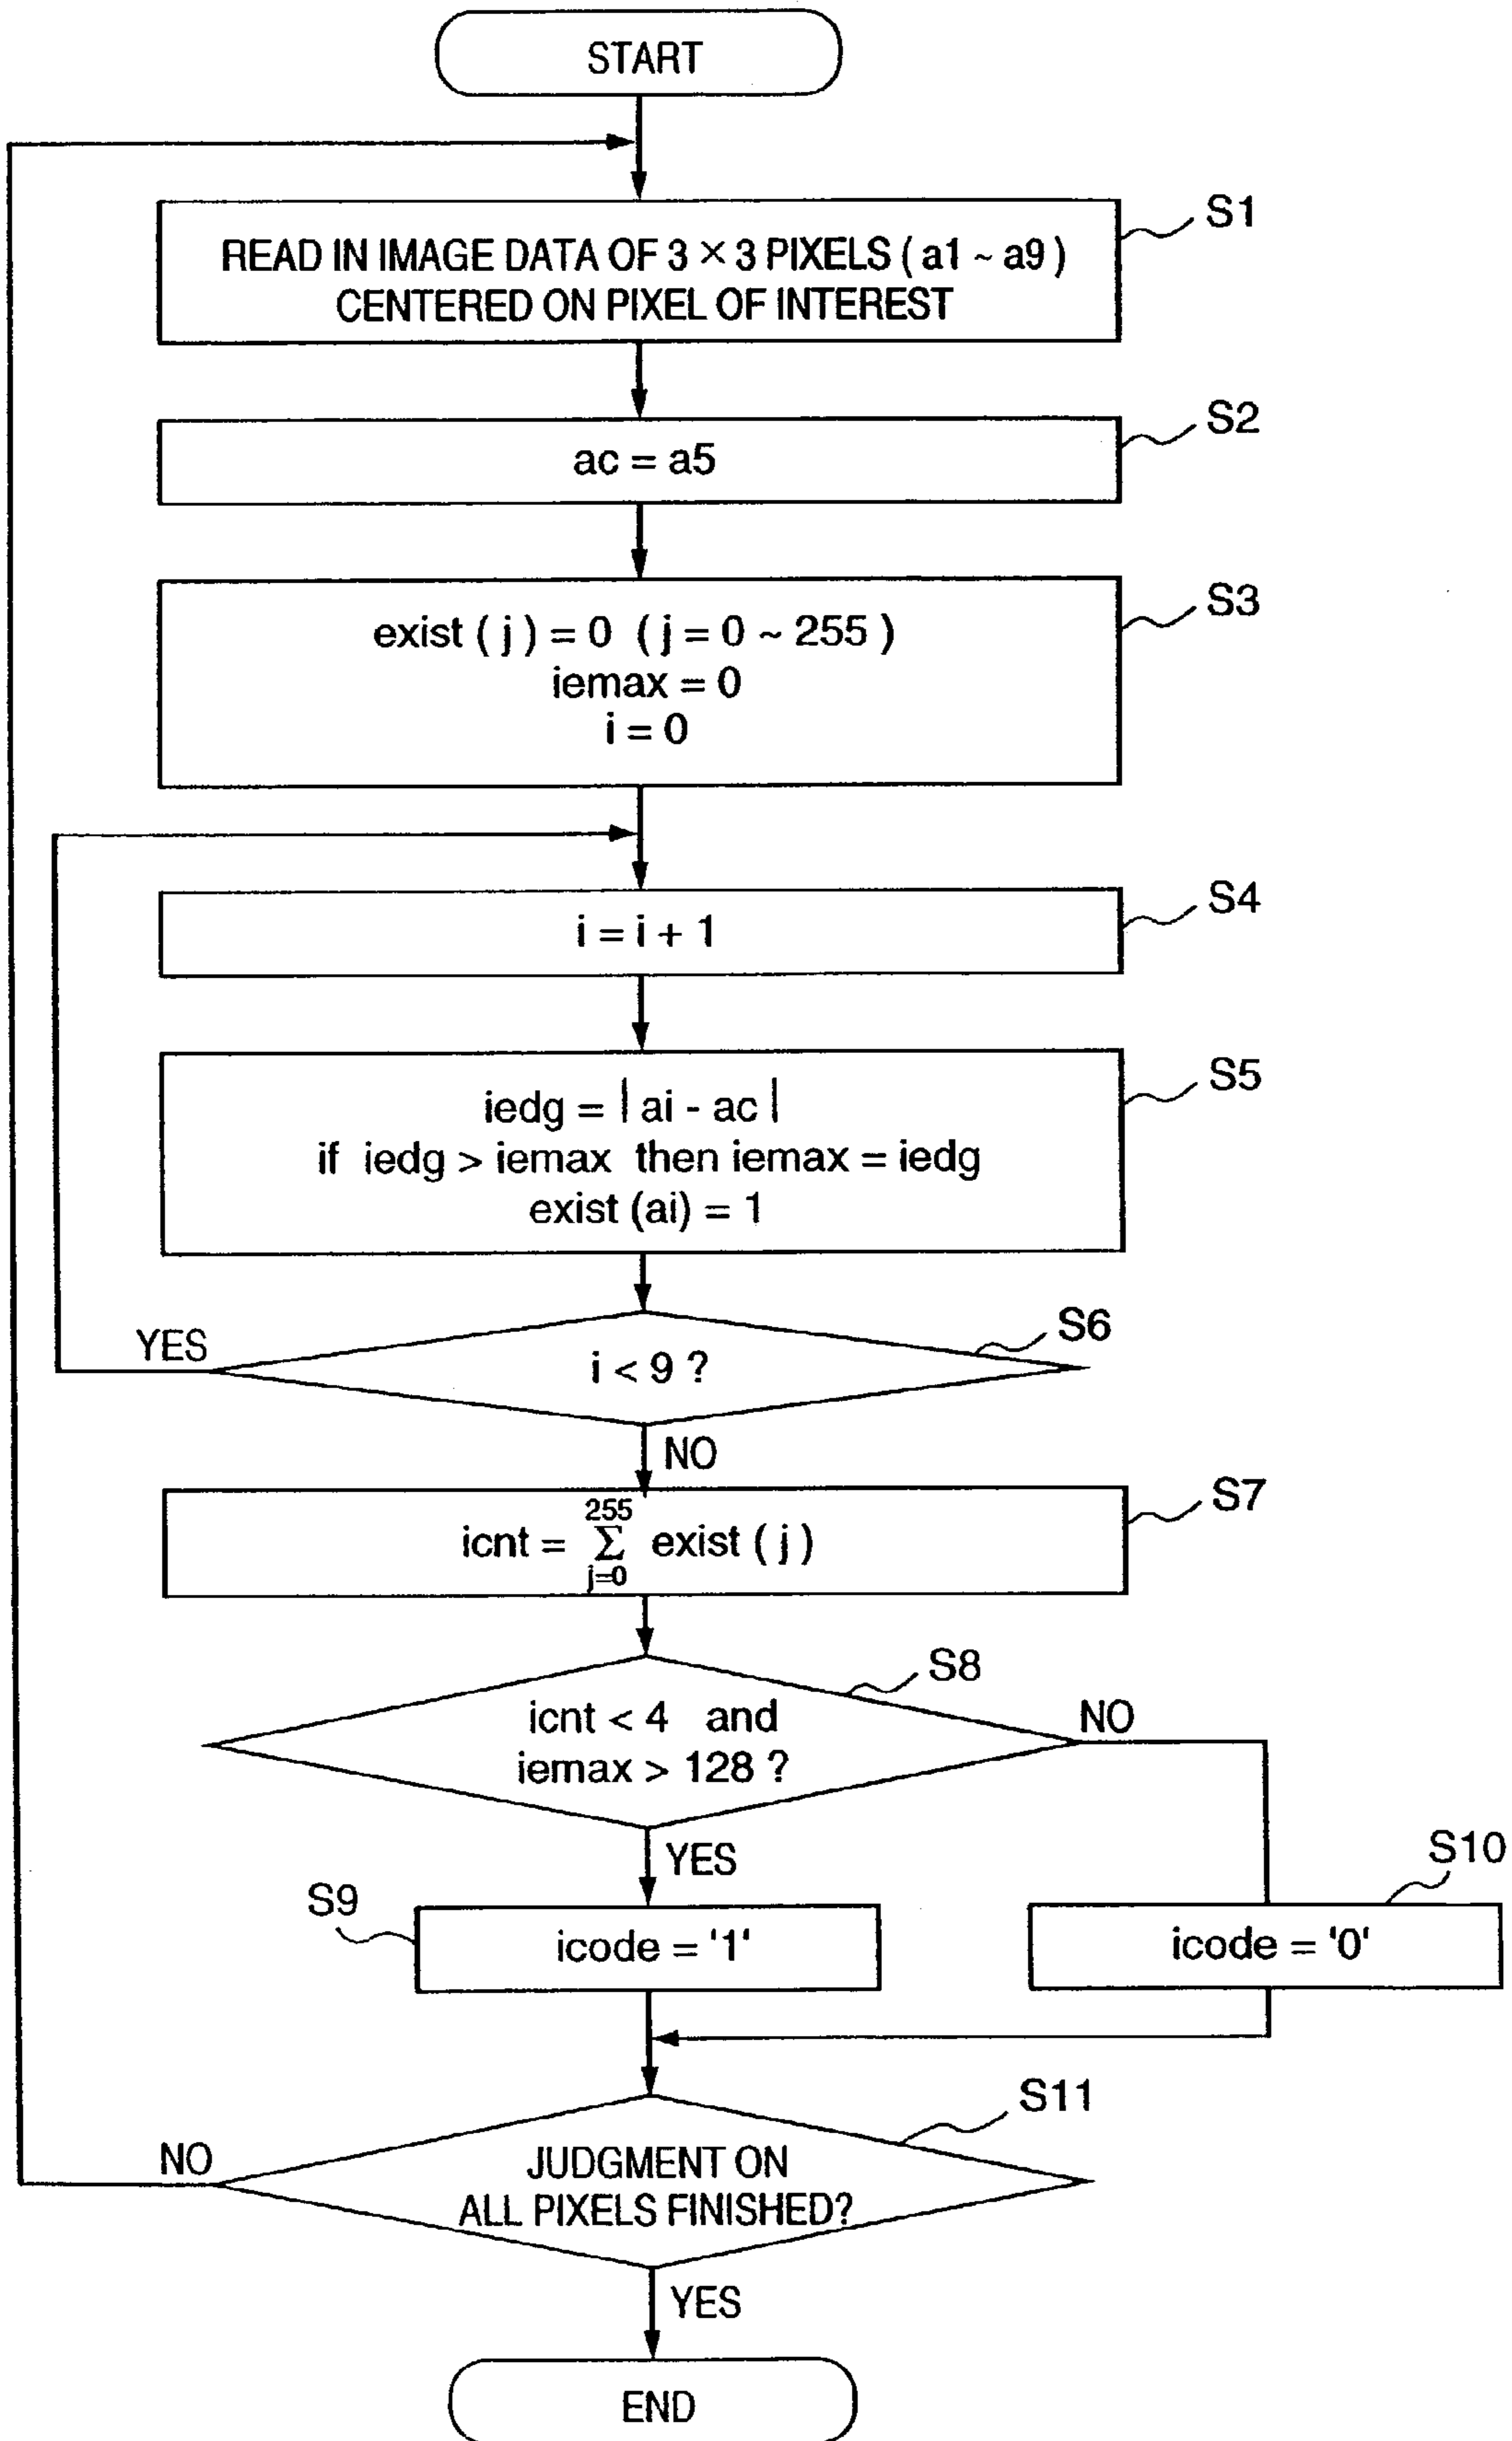 START
S1
READ IN IMAGE DATA OF 3 × 3 PIXELS ( a1 ~ a9 )
CENTERED ON PIXEL OF INTEREST
S2
ac = a5
S3
exist ( j ) = 0 ( j = 0 ~ 255 )
iemax = 0
i = 0
S4
i = i + 1
S5
iedg = | ai - ac |
if iedg > iemax then iemax = iedg
exist (ai) = 1
S6
YES
i < 9 ?
NO
S7
255
icnt = Σ exist ( j )
j=0
S8
icnt < 4 and
iemax > 128 ?
NO
YES
S9
S10
icode = '1'
icode = '0'
S11
NO
JUDGMENT ON
ALL PIXELS FINISHED?
YES
END